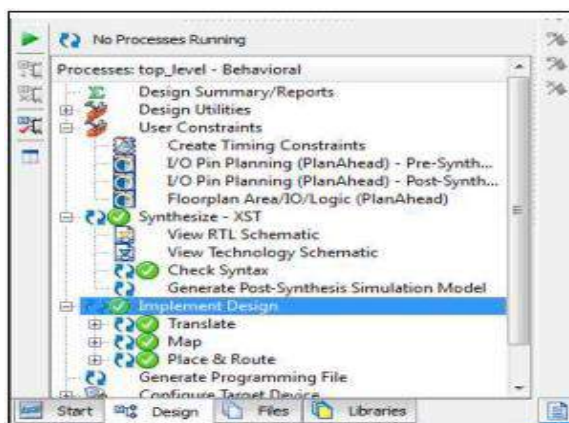 No Processes Running
Processes: top_level - Behavioral
Design Summary/Reports
Design Utilities
User Constraints
Create Timing Constraints
I/O Pin Planning (PlanAhead) - Pre-Synth...
I/O Pin Planning (PlanAhead) - Post-Synth...
Floorplan Area/IO/Logic (PlanAhead)
Synthesize - XST
View RTL Schematic
View Technology Schematic
Check Syntax
Generate Post-Synthesis Simulation Model
Implement Design
Translate
Map
Place & Route
Generate Programming File
Configure Target Device
Start Design Files Libraries